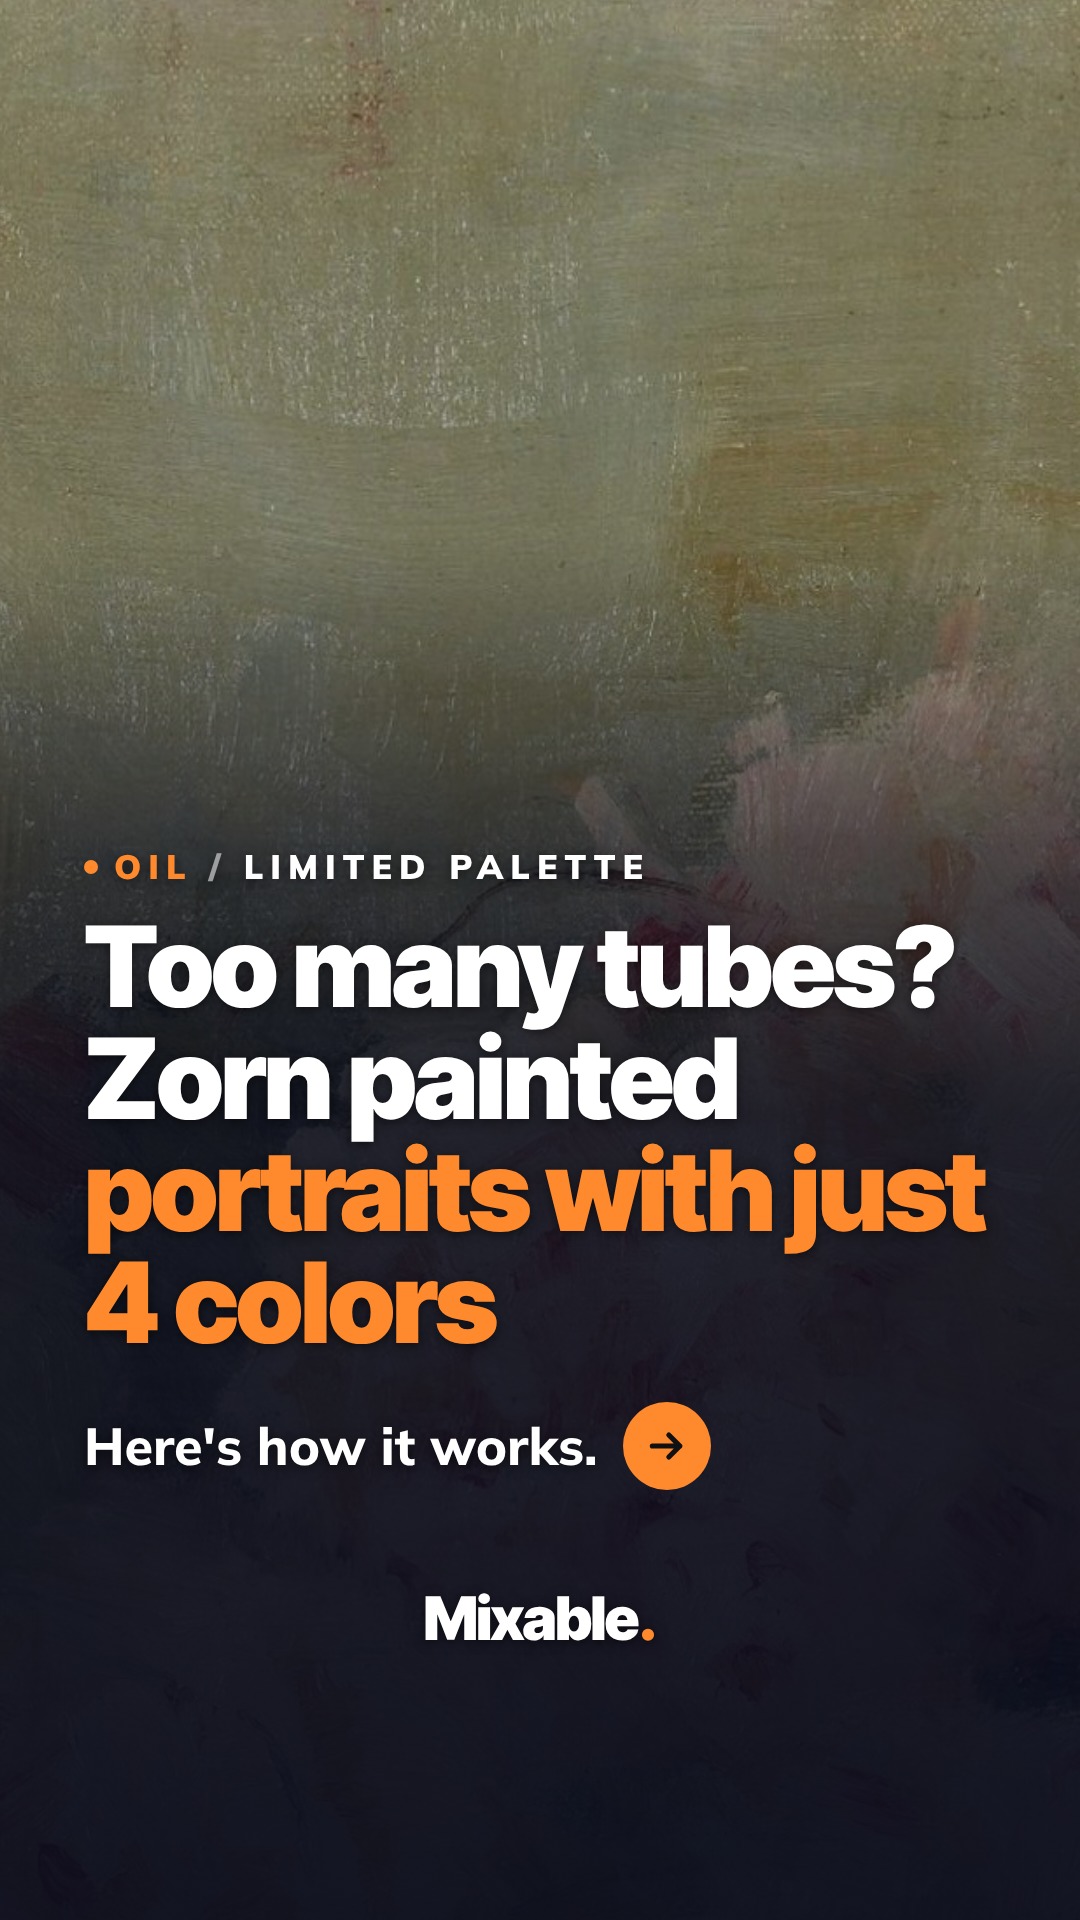 • OIL / LIMITED PALETTE
Too many tubes?
Zorn painted
portraits with just
4 colors
Here's how it works.
Mixable.